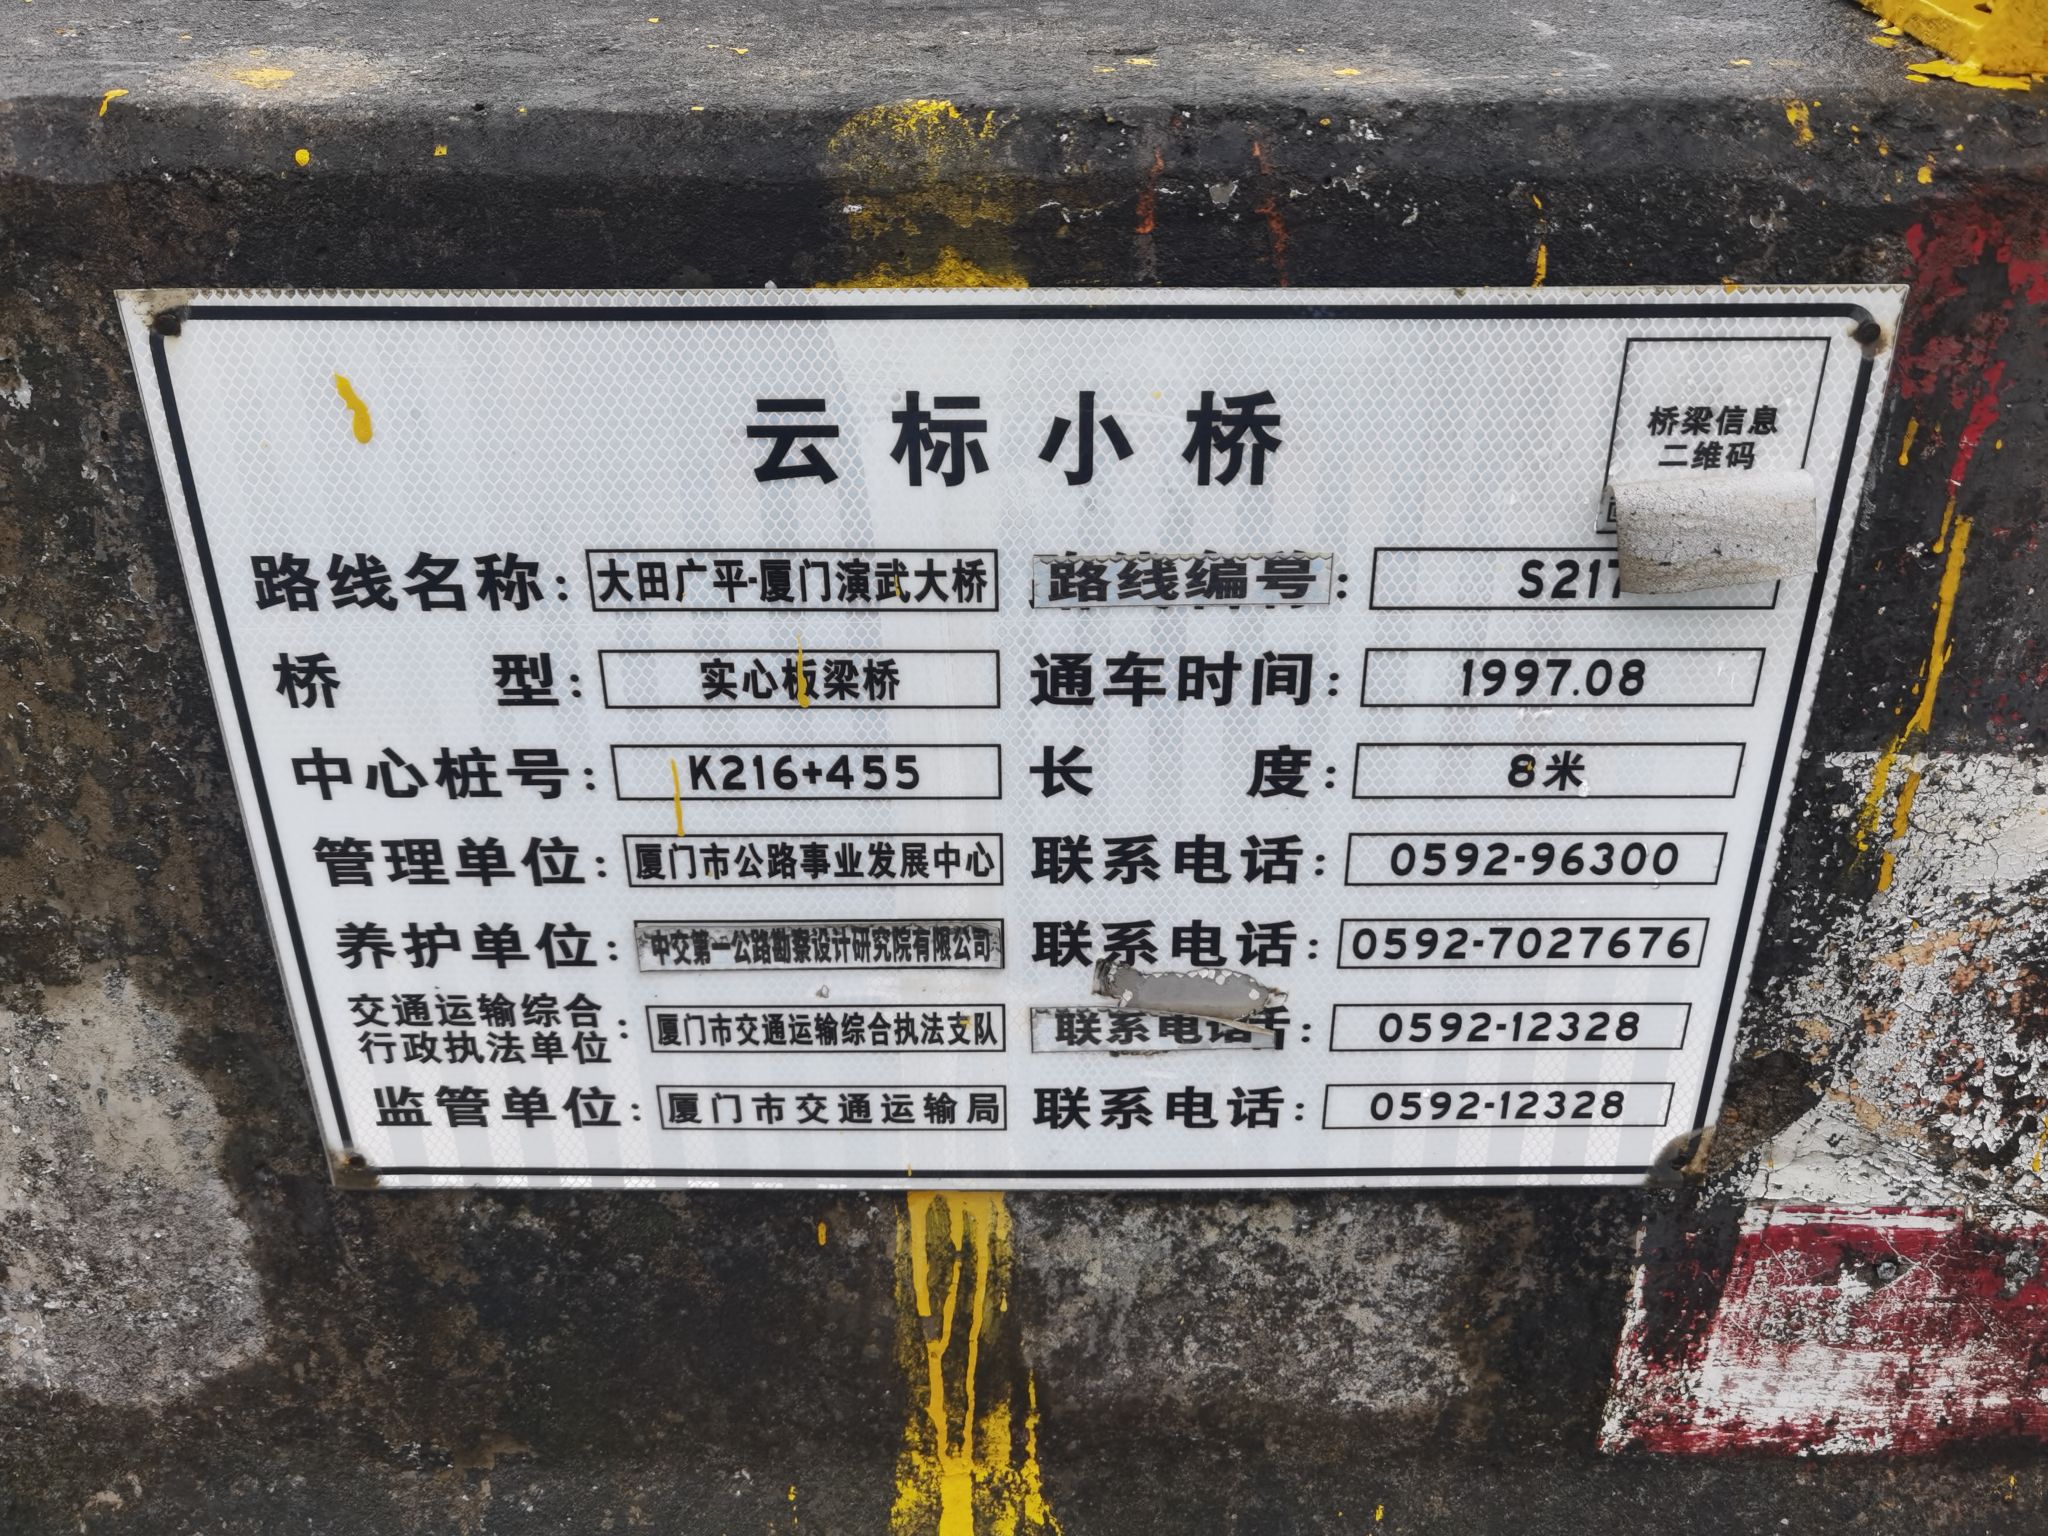 云标小桥
桥梁信息
二维码
路线名称: 大田广平-厦门演武大桥 路线编号: S217
桥型: 实心板梁桥 通车时间: 1997.08
中心桩号: K216+455 长度: 8米
管理单位: 厦门市公路事业发展中心 联系电话: 0592-96300
养护单位: 中交第一公路勘察设计研究院有限公司 联系电话: 0592-7027676
交通运输综合
行政执法单位: 厦门市交通运输综合执法支队 联系电话: 0592-12328
监管单位: 厦门市交通运输局 联系电话: 0592-12328